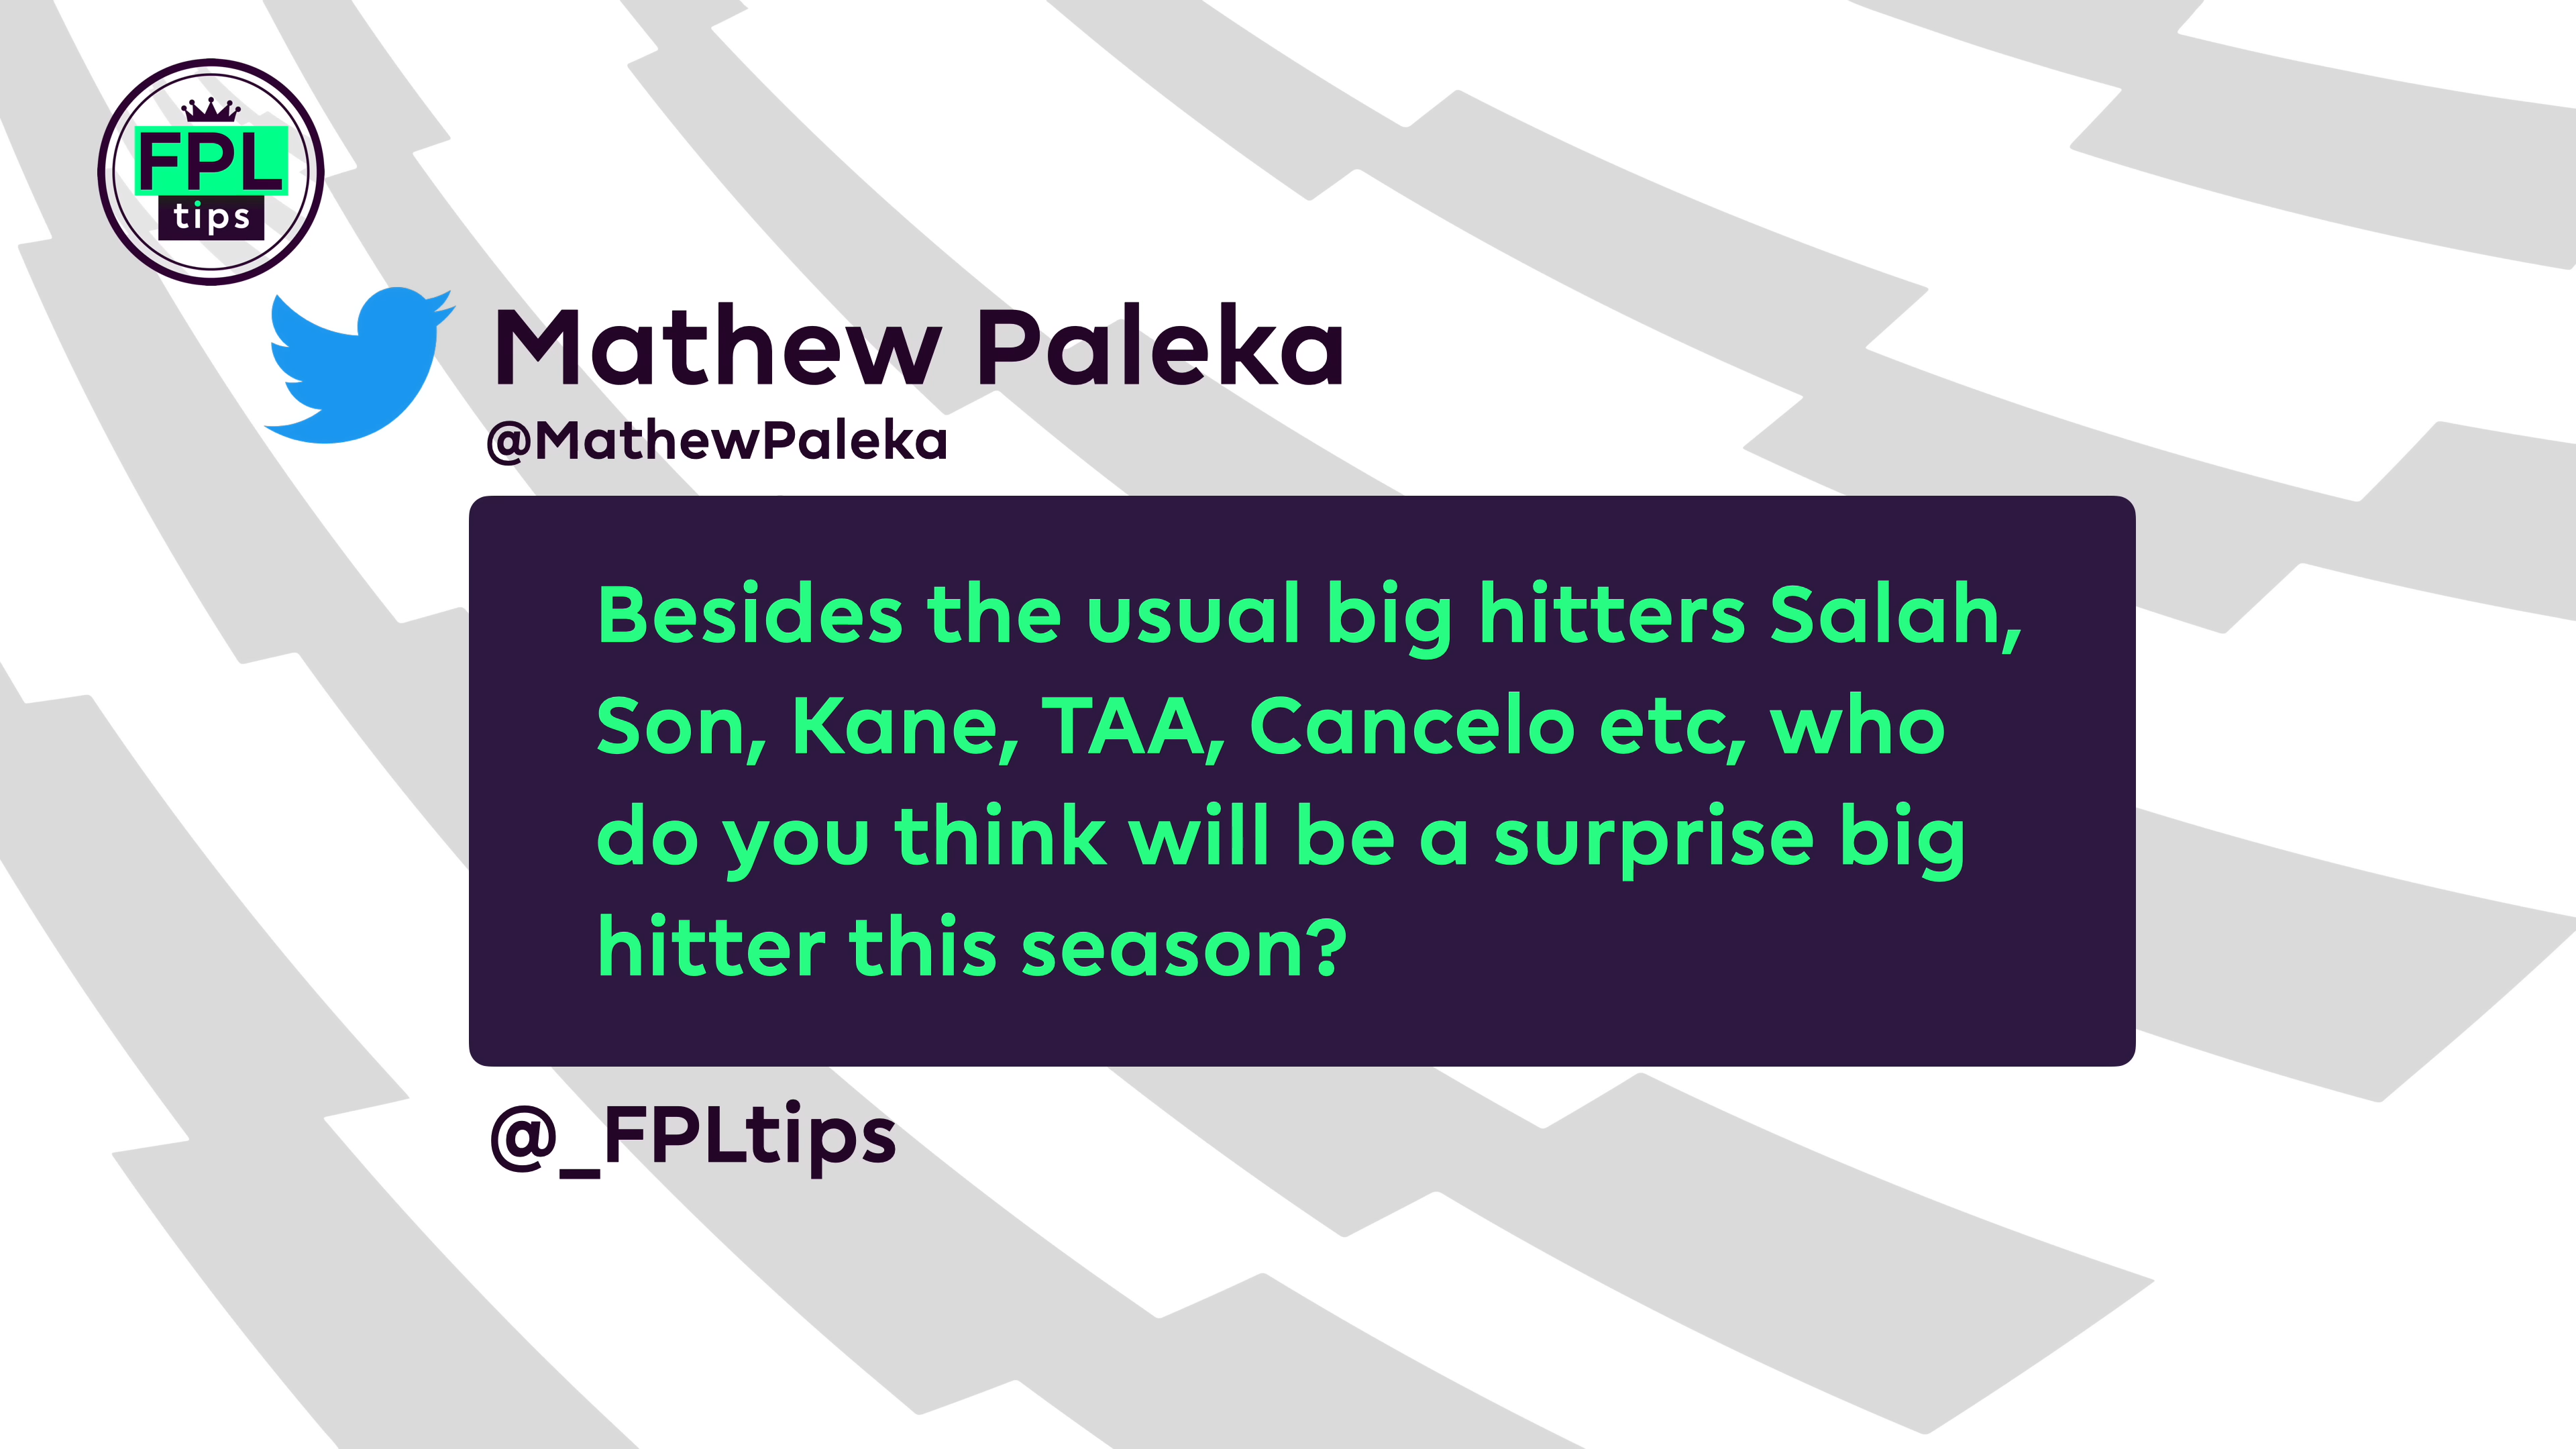 FPL
tips
Mathew Paleka
@MathewPaleka
Besides the usual big hitters Salah,
Son, Kane, TAA, Cancelo etc, who
do you think will be a surprise big
hitter this season?
@_FPLtips